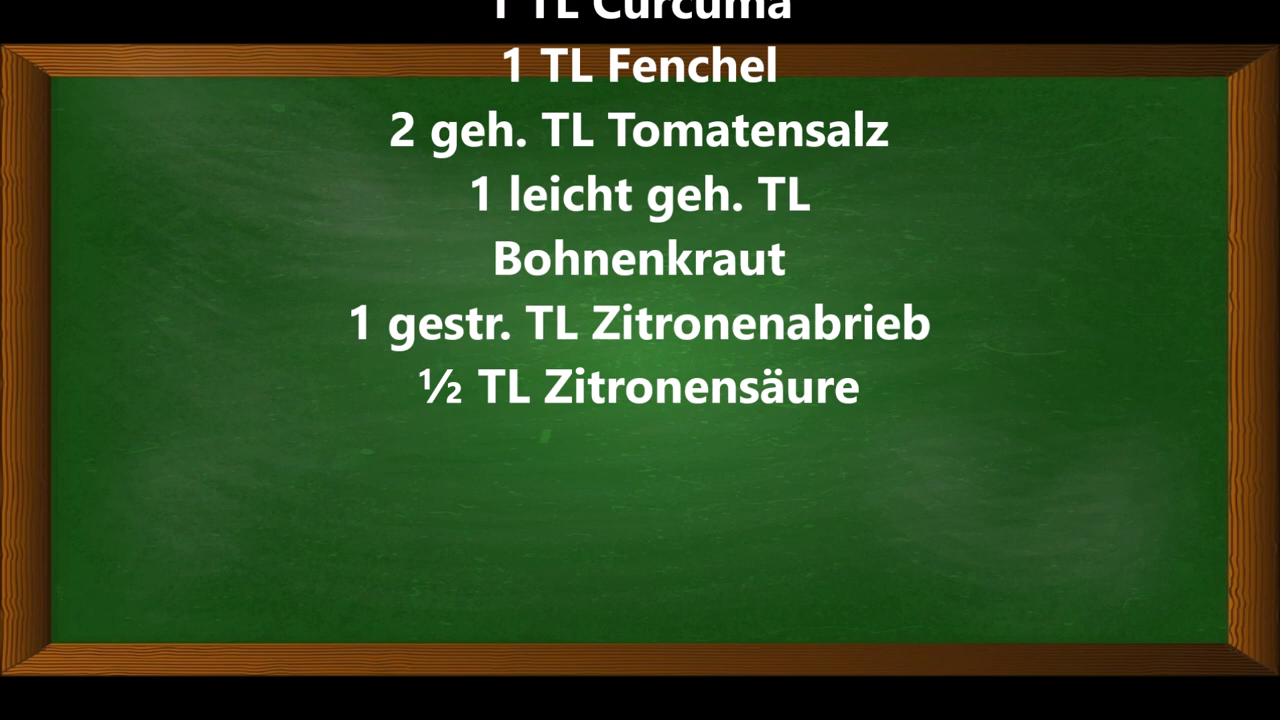 1 TL Curcuma
1 TL Fenchel
2 geh. TL Tomatensalz
1 leicht geh. TL
Bohnenkraut
1 gestr. TL Zitronenabrieb
½ TL Zitronensäure